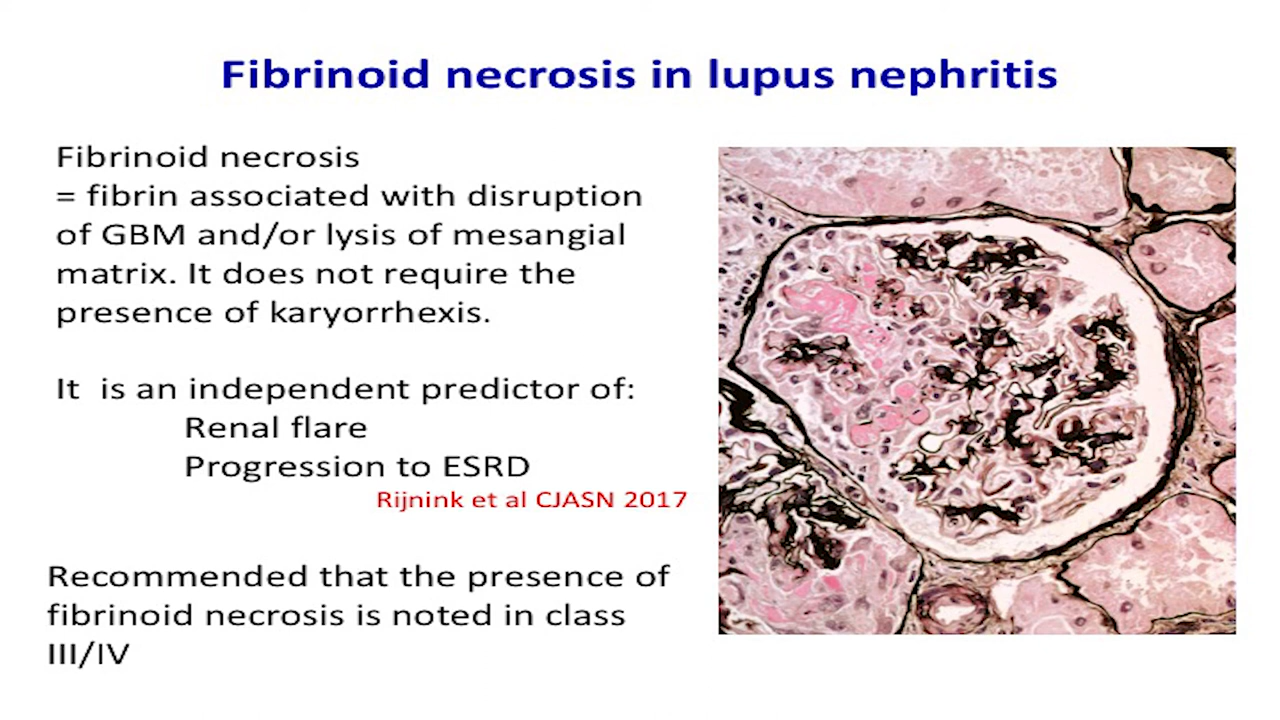 Fibrinoid necrosis in lupus nephritis
Fibrinoid necrosis
= fibrin associated with disruption
of GBM and/or lysis of mesangial
matrix. It does not require the
presence of karyorrhexis.
It is an independent predictor of:
Renal flare
Progression to ESRD
Rijnink et al CJASN 2017
Recommended that the presence of
fibrinoid necrosis is noted in class
III/IV